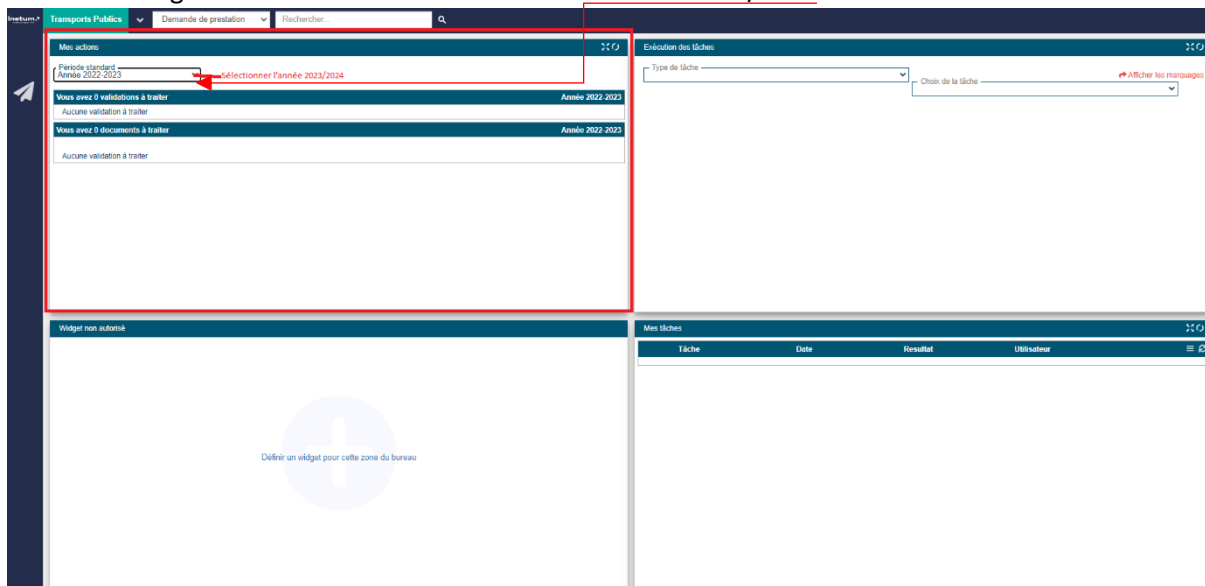 inetum.
Transports Publics
Demande de prestation
Rechercher...
Mes actions
Période standard
Année 2022-2023
Sélectionner l'année 2023/2024
Vous avez 0 validations à traiter Année 2022-2023
Aucune validation à traiter
Vous avez 0 documents à traiter Année 2022-2023
Aucune validation à traiter
Exécution des tâches
Type de tâche
Afficher les marquages
Choix de la tâche
Widget non autorisé
Définir un widget pour cette zone du bureau
Mes tâches
Tâche Date Resultat Utilisateur